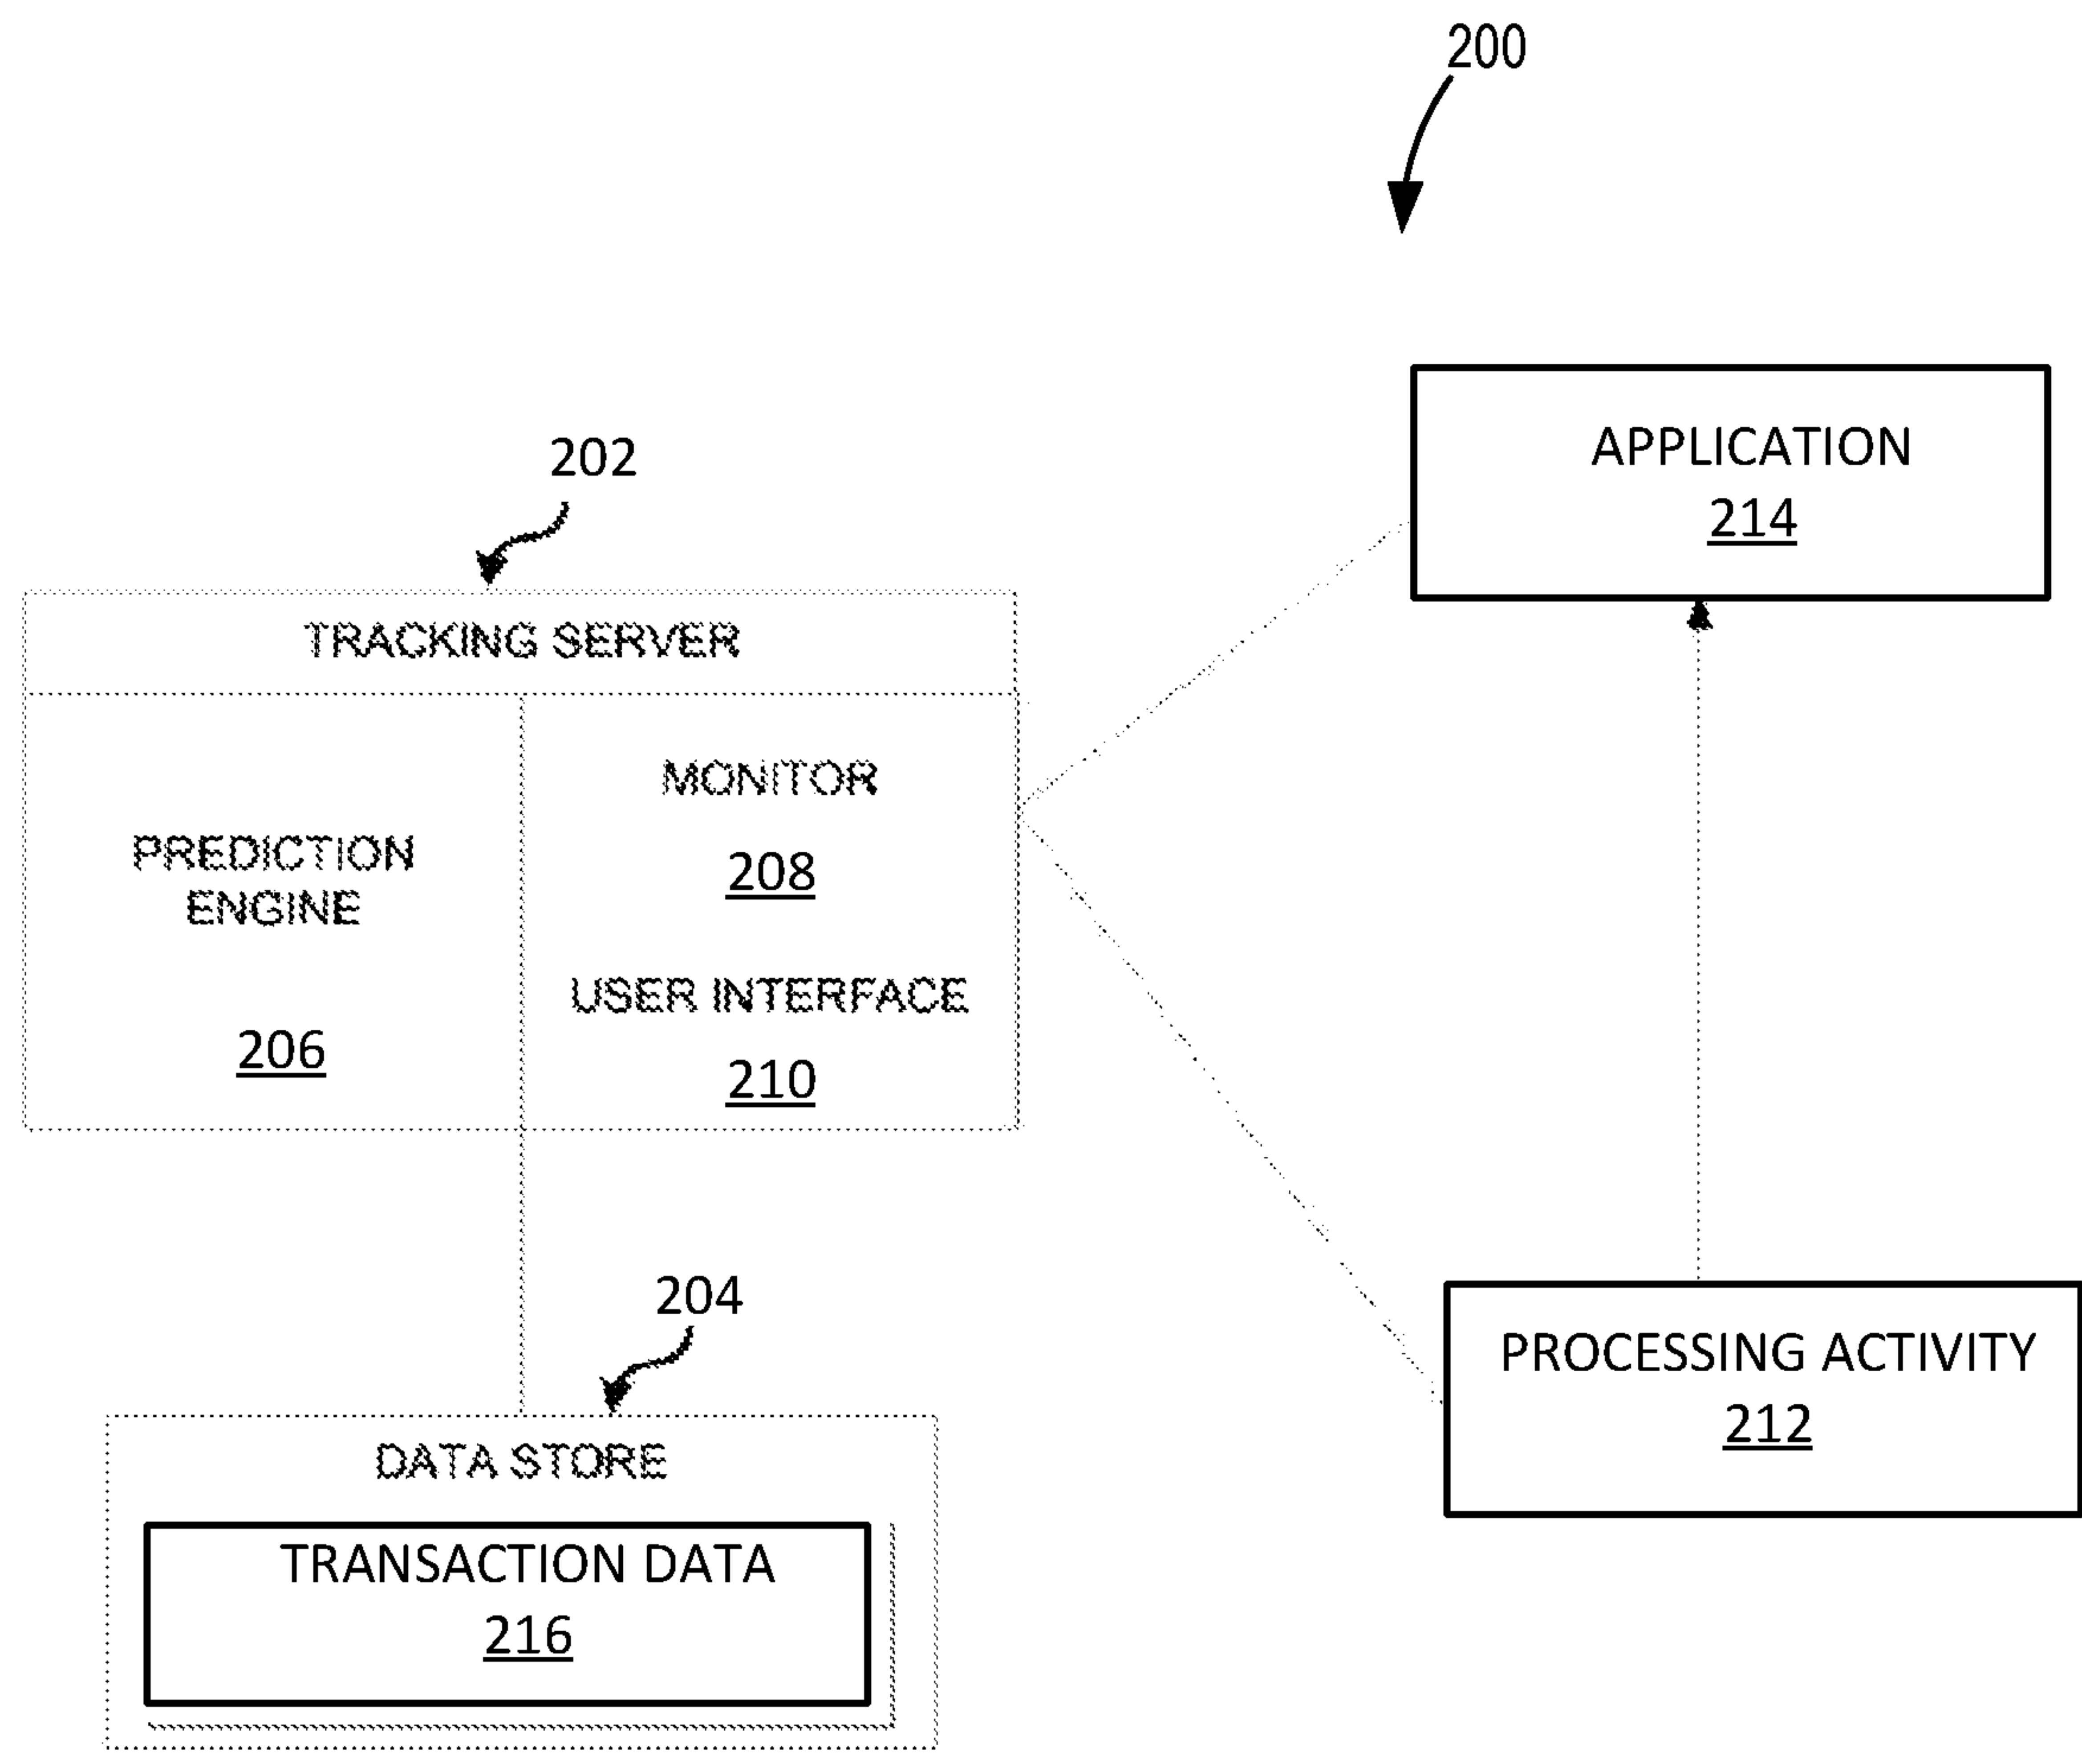 200
APPLICATION
214
202
TRACKING SERVER
PREDICTION
ENGINE
206
MONITOR
208
USER INTERFACE
210
204
DATA STORE
TRANSACTION DATA
216
PROCESSING ACTIVITY
212